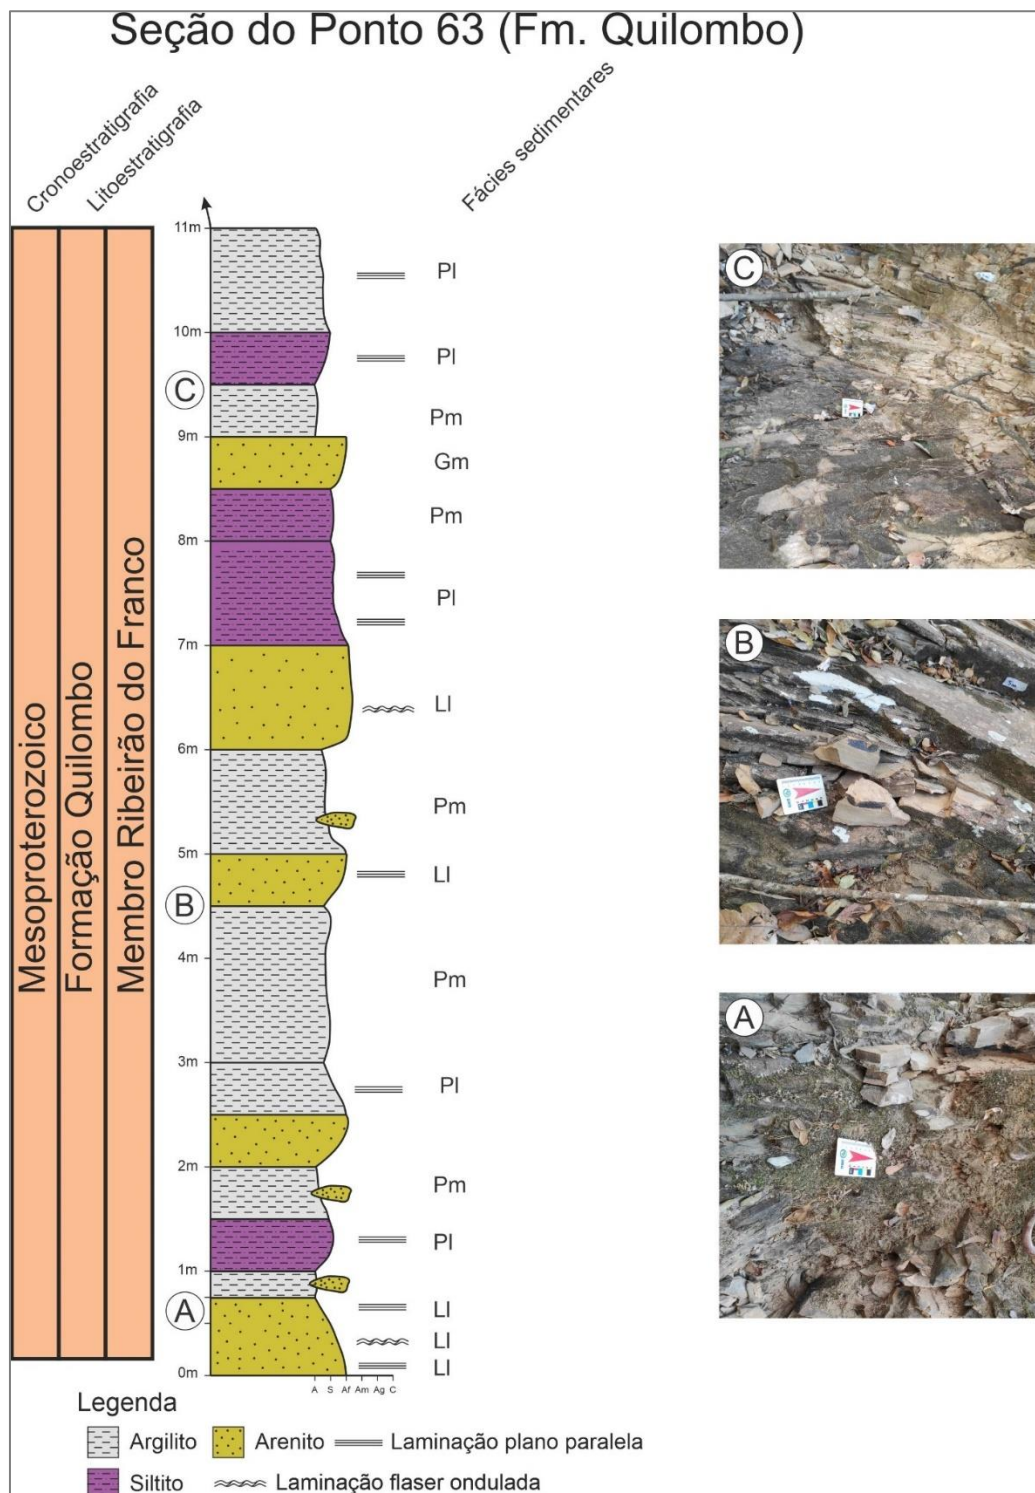 Seção do Ponto 63 (Fm. Quilombo)
Cronoestratigrafia
Litoestratigrafia
Fácies sedimentares
Mesoproterozoico
Formação Quilombo
Membro Ribeirão do Franco
11m
Pl
10m
Pl
C
Pm
9m
Gm
Pm
8m
Pl
7m
Ll
6m
Pm
5m
Ll
B
4m
Pm
3m
Pl
2m
Pm
Pl
1m
A
Ll
Ll
Ll
0m
A S Af Am Ag C
C
B
A
Legenda
Argilito Arenito Laminação plano paralela
Siltito Laminação flaser ondulada